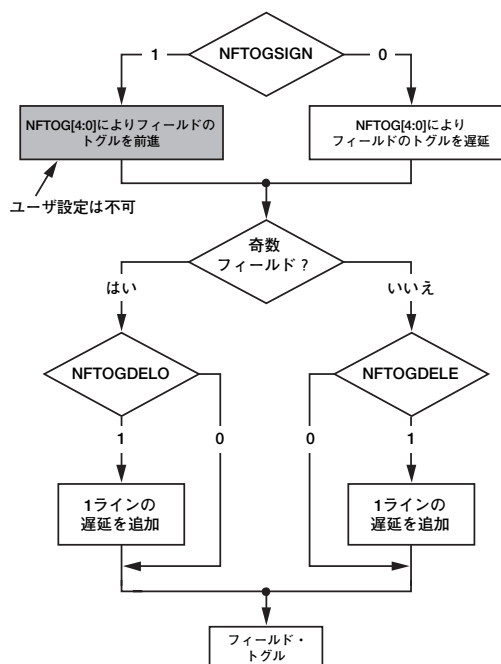 NFTOGSIGN
1
0
NFTOG[4:0]によりフィールドの
トグルを前進
NFTOG[4:0]により
フィールドのトグルを遅延
ユーザ設定は不可
奇数
フィールド?
はい
いいえ
NFTOGDELO
NFTOGDELE
1
0
0
1
1ラインの
遅延を追加
1ラインの
遅延を追加
フィールド・
トグル